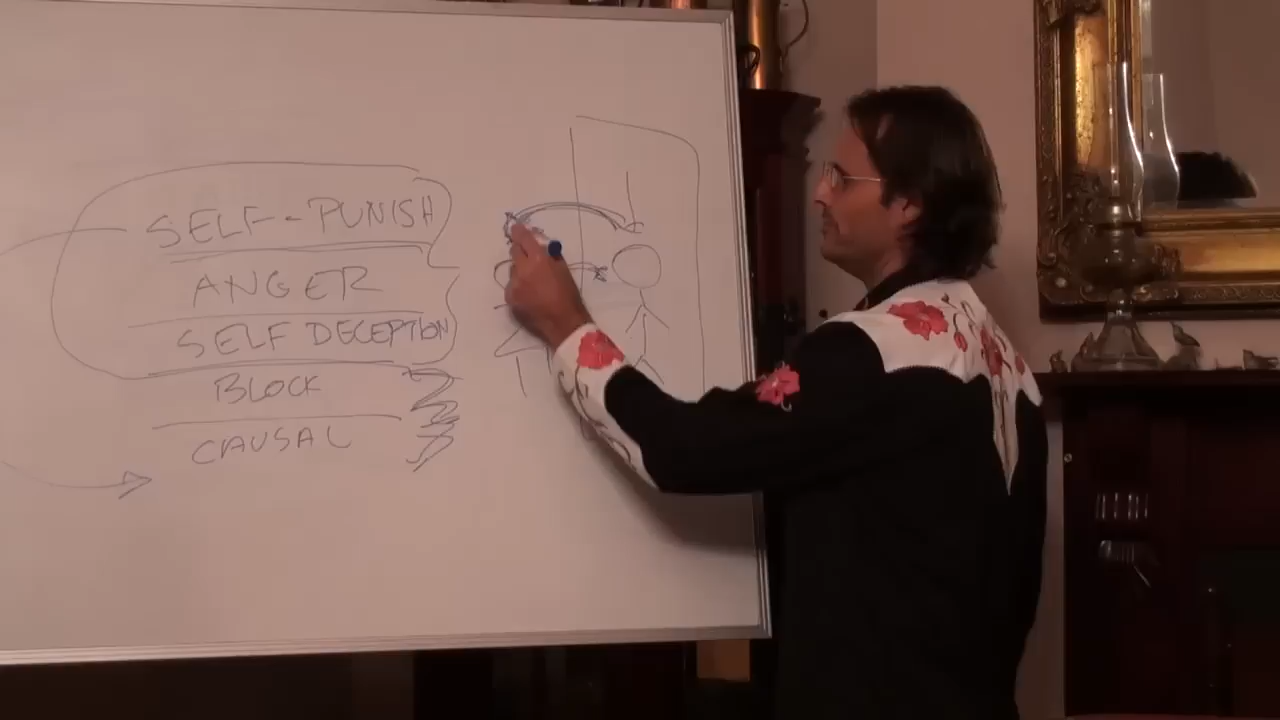 SELF-PUNISH
ANGER
SELF DECEPTION
BLOCK
CAUSAL